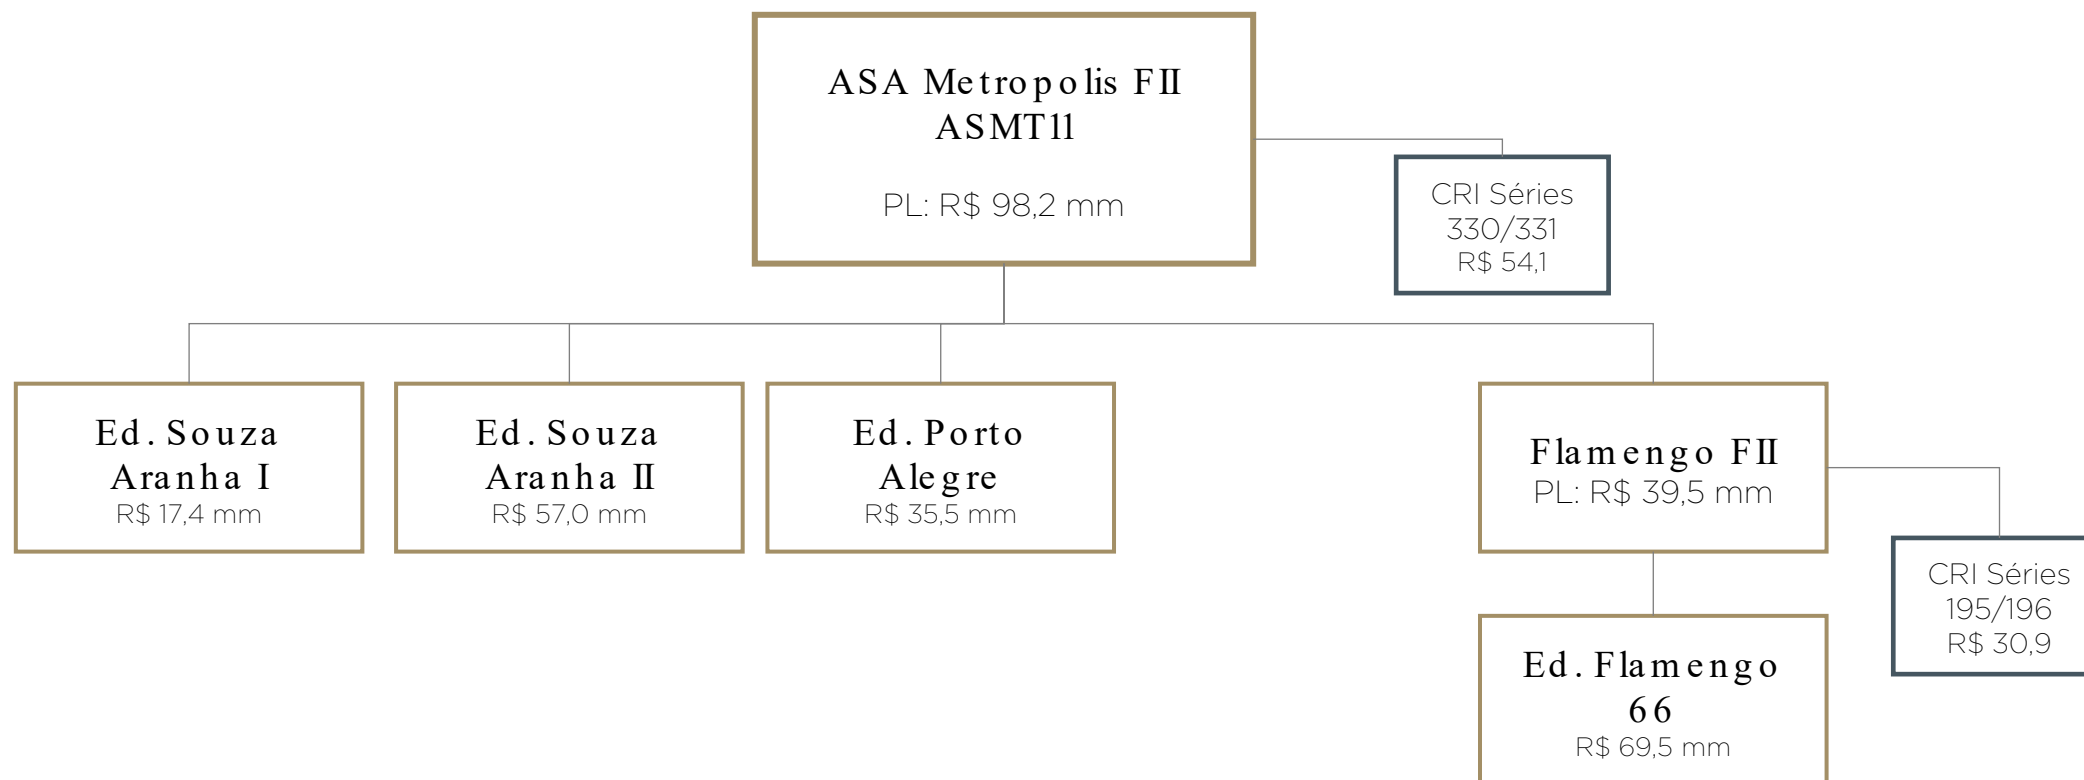 ASA Metropolis FII
ASMT11
PL: R$ 98,2 mm
CRI Séries
330/331
R$ 54,1
Ed. Souza
Aranha I
R$ 17,4 mm
Ed. Souza
Aranha II
R$ 57,0 mm
Ed. Porto
Alegre
R$ 35,5 mm
Flamengo FII
PL: R$ 39,5 mm
CRI Séries
195/196
R$ 30,9
Ed. Flamengo
66
R$ 69,5 mm